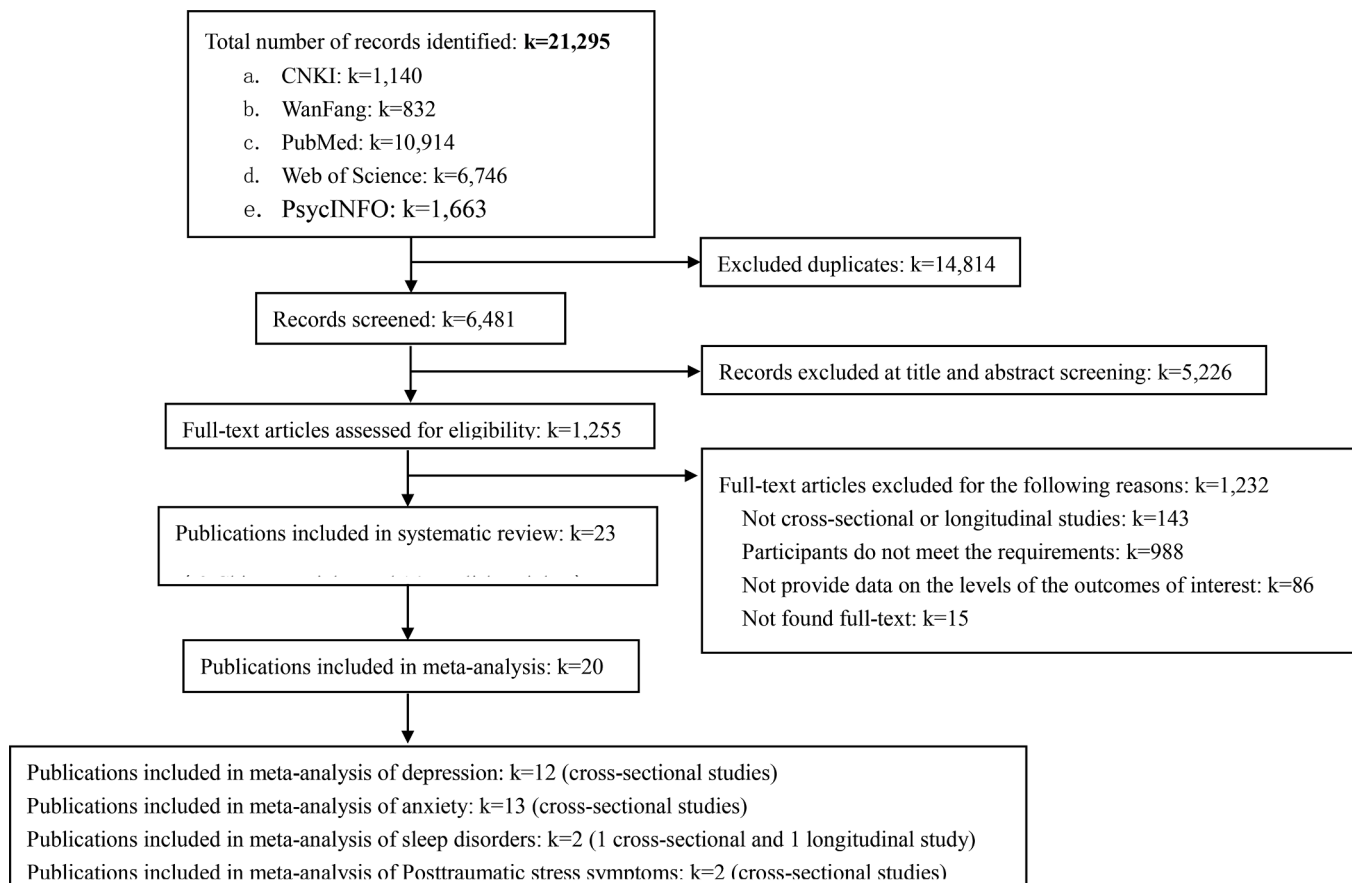 Total number of records identified: k=21,295
a. CNKI: k=1,140
b. WanFang: k=832
c. PubMed: k=10,914
d. Web of Science: k=6,746
e. PsycINFO: k=1,663
Excluded duplicates: k=14,814
Records screened: k=6,481
Records excluded at title and abstract screening: k=5,226
Full-text articles assessed for eligibility: k=1,255
Full-text articles excluded for the following reasons: k=1,232
Not cross-sectional or longitudinal studies: k=143
Participants do not meet the requirements: k=988
Not provide data on the levels of the outcomes of interest: k=86
Not found full-text: k=15
Publications included in systematic review: k=23
Publications included in meta-analysis: k=20
Publications included in meta-analysis of depression: k=12 (cross-sectional studies)
Publications included in meta-analysis of anxiety: k=13 (cross-sectional studies)
Publications included in meta-analysis of sleep disorders: k=2 (1 cross-sectional and 1 longitudinal study)
Publications included in meta-analysis of Posttraumatic stress symptoms: k=2 (cross-sectional studies)